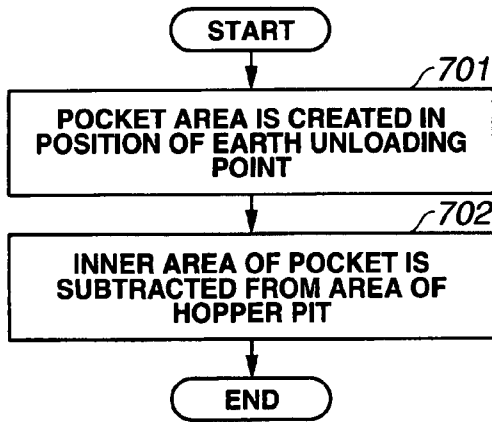 START
701
POCKET AREA IS CREATED IN
POSITION OF EARTH UNLOADING
POINT
702
INNER AREA OF POCKET IS
SUBTRACTED FROM AREA OF
HOPPER PIT
END